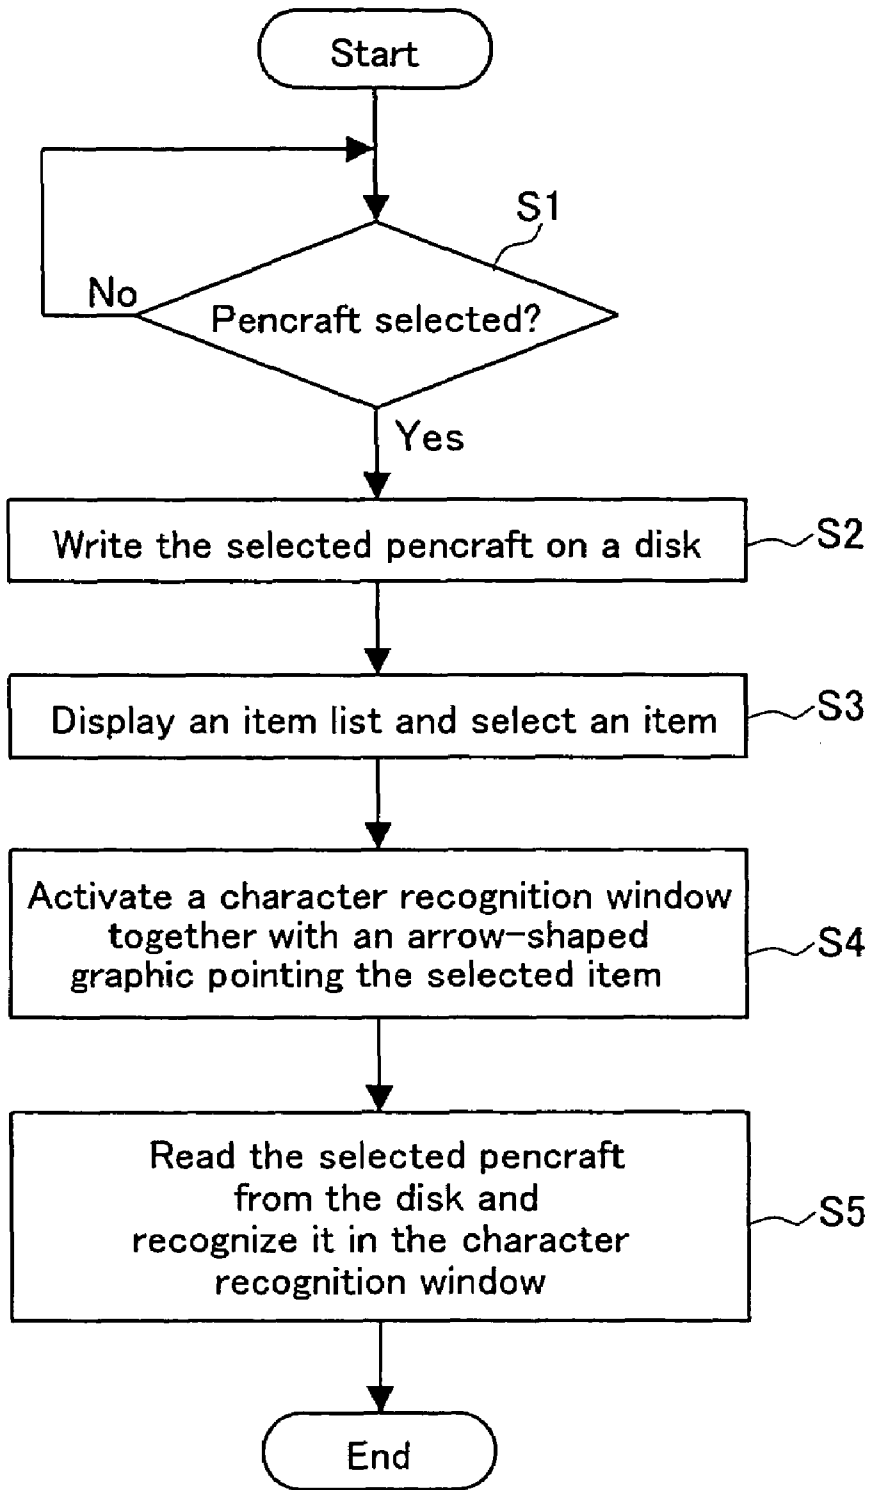 Start
S1
No
Pencraft selected?
Yes
Write the selected pencraft on a disk
S2
Display an item list and select an item
S3
Activate a character recognition window
together with an arrow-shaped
graphic pointing the selected item
S4
Read the selected pencraft
from the disk and
recognize it in the character
recognition window
S5
End